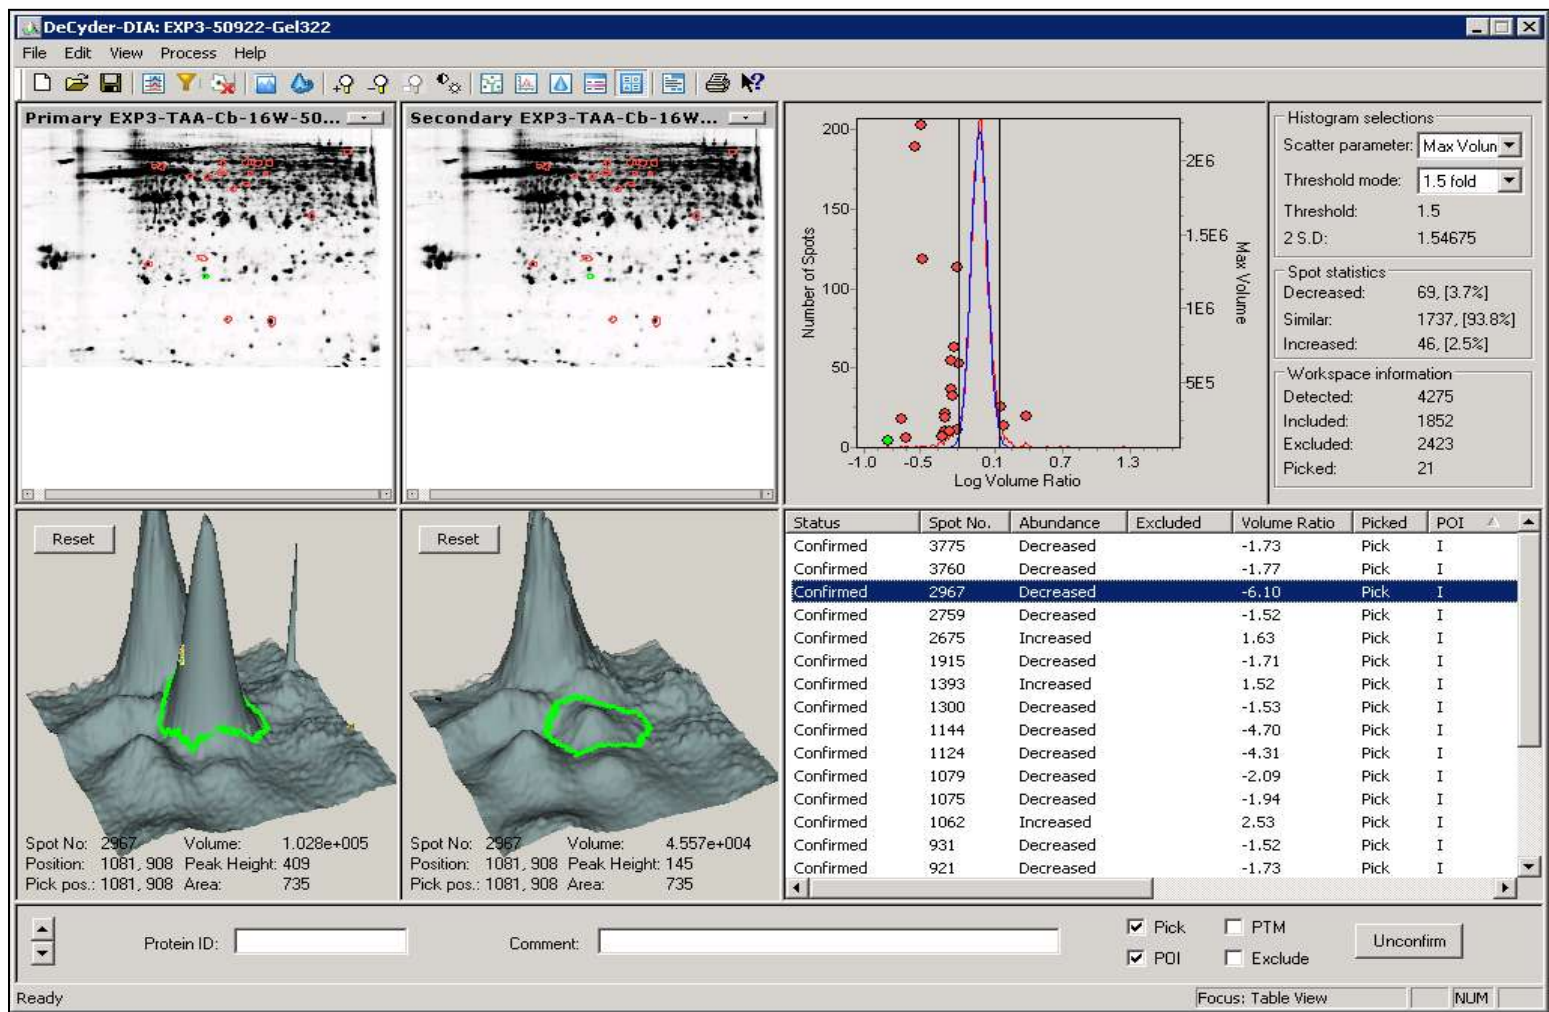 DeCyder-DIA: EXP3-50922-Gel322
File Edit View Process Help
Primary EXP3-TAA-Cb-16W-50...
Secondary EXP3-TAA-Cb-16W...
200
150
100
50
0
Number of Spots
2E6
1.5E6
1E6
5E5
Max Volume
-1.0 -0.5 0.1 0.7 1.3
Log Volume Ratio
Histogram selections
Scatter parameter: Max Volun
Threshold mode: 1.5 fold
Threshold: 1.5
2 S.D: 1.54675
Spot statistics
Decreased: 69, [3.7%]
Similar: 1737, [93.8%]
Increased: 46, [2.5%]
Workspace information
Detected: 4275
Included: 1852
Excluded: 2423
Picked: 21
Reset
Spot No: 2967 Volume: 1.028e+005
Position: 1081, 908 Peak Height: 409
Pick pos.: 1081, 908 Area: 735
Reset
Spot No: 2967 Volume: 4.557e+004
Position: 1081, 908 Peak Height: 145
Pick pos.: 1081, 908 Area: 735
Status Spot No. Abundance Excluded Volume Ratio Picked POI
Confirmed 3775 Decreased -1.73 Pick I
Confirmed 3760 Decreased -1.77 Pick I
Confirmed 2967 Decreased -6.10 Pick I
Confirmed 2759 Decreased -1.52 Pick I
Confirmed 2675 Increased 1.63 Pick I
Confirmed 1915 Decreased -1.71 Pick I
Confirmed 1393 Increased 1.52 Pick I
Confirmed 1300 Decreased -1.53 Pick I
Confirmed 1144 Decreased -4.70 Pick I
Confirmed 1124 Decreased -4.31 Pick I
Confirmed 1079 Decreased -2.09 Pick I
Confirmed 1075 Decreased -1.94 Pick I
Confirmed 1062 Increased 2.53 Pick I
Confirmed 931 Decreased -1.52 Pick I
Confirmed 921 Decreased -1.73 Pick I
Protein ID: Comment:
Pick PTM
POI Exclude
Unconfirm
Ready Focus: Table View NUM